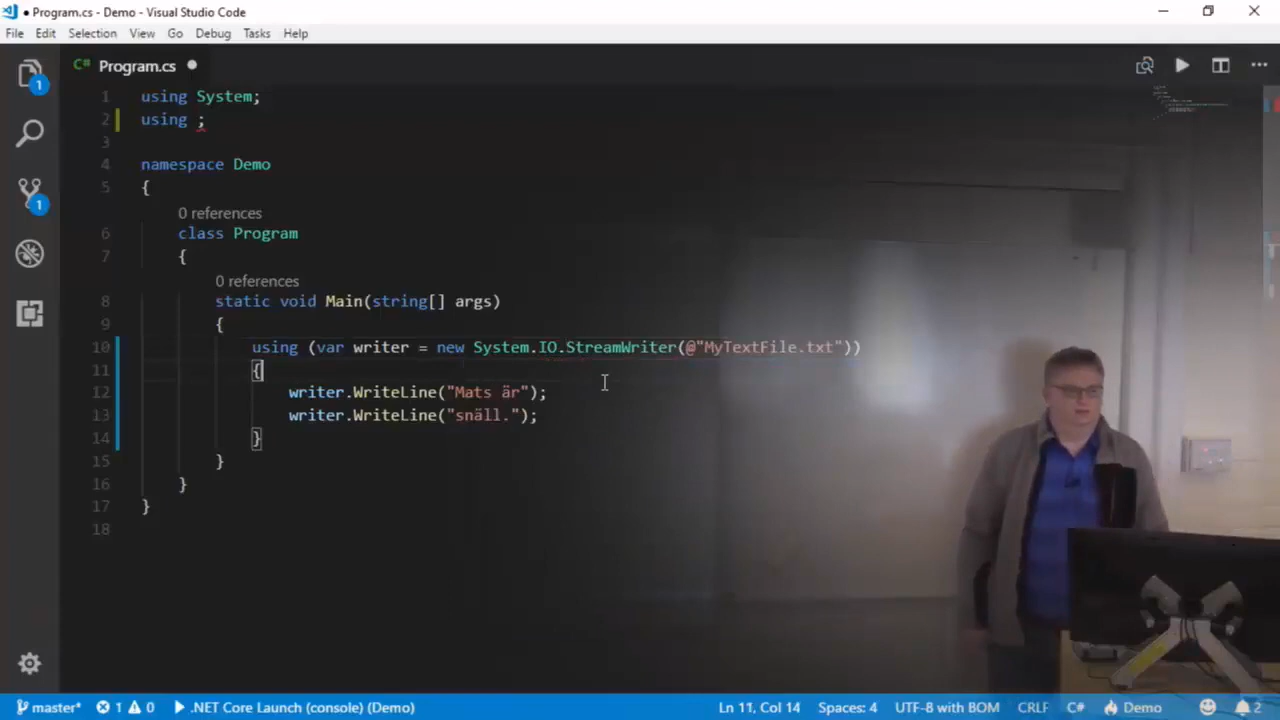 ● Program.cs - Demo - Visual Studio Code
File Edit Selection View Go Debug Tasks Help
C# Program.cs ●
1 using System;
2 using ;
3
4 namespace Demo
5 {
0 references
6 class Program
7 {
0 references
8 static void Main(string[] args)
9 {
10 using (var writer = new System.IO.StreamWriter(@"MyTextFile.txt"))
11 {
12 writer.WriteLine("Mats är");
13 writer.WriteLine("snäll.");
14 }
15 }
16 }
17 }
18
1
1
master* 1 0 .NET Core Launch (console) (Demo) Ln 11, Col 14 Spaces: 4 UTF-8 with BOM CRLF C# Demo 2